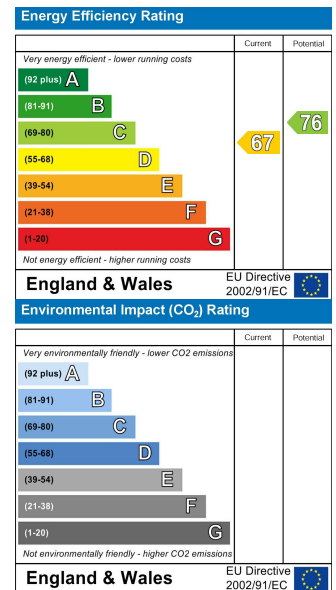 Energy Efficiency Rating
Current Potential
Very energy efficient - lower running costs
(92 plus) A
(81-91) B
(69-80) C
(55-68) D
(39-54) E
(21-38) F
(1-20) G
67
76
Not energy efficient - higher running costs
England & Wales
EU Directive
2002/91/EC
Environmental Impact (CO₂) Rating
Current Potential
Very environmentally friendly - lower CO2 emissions
(92 plus) A
(81-91) B
(69-80) C
(55-68) D
(39-54) E
(21-38) F
(1-20) G
Not environmentally friendly - higher CO2 emissions
England & Wales
EU Directive
2002/91/EC